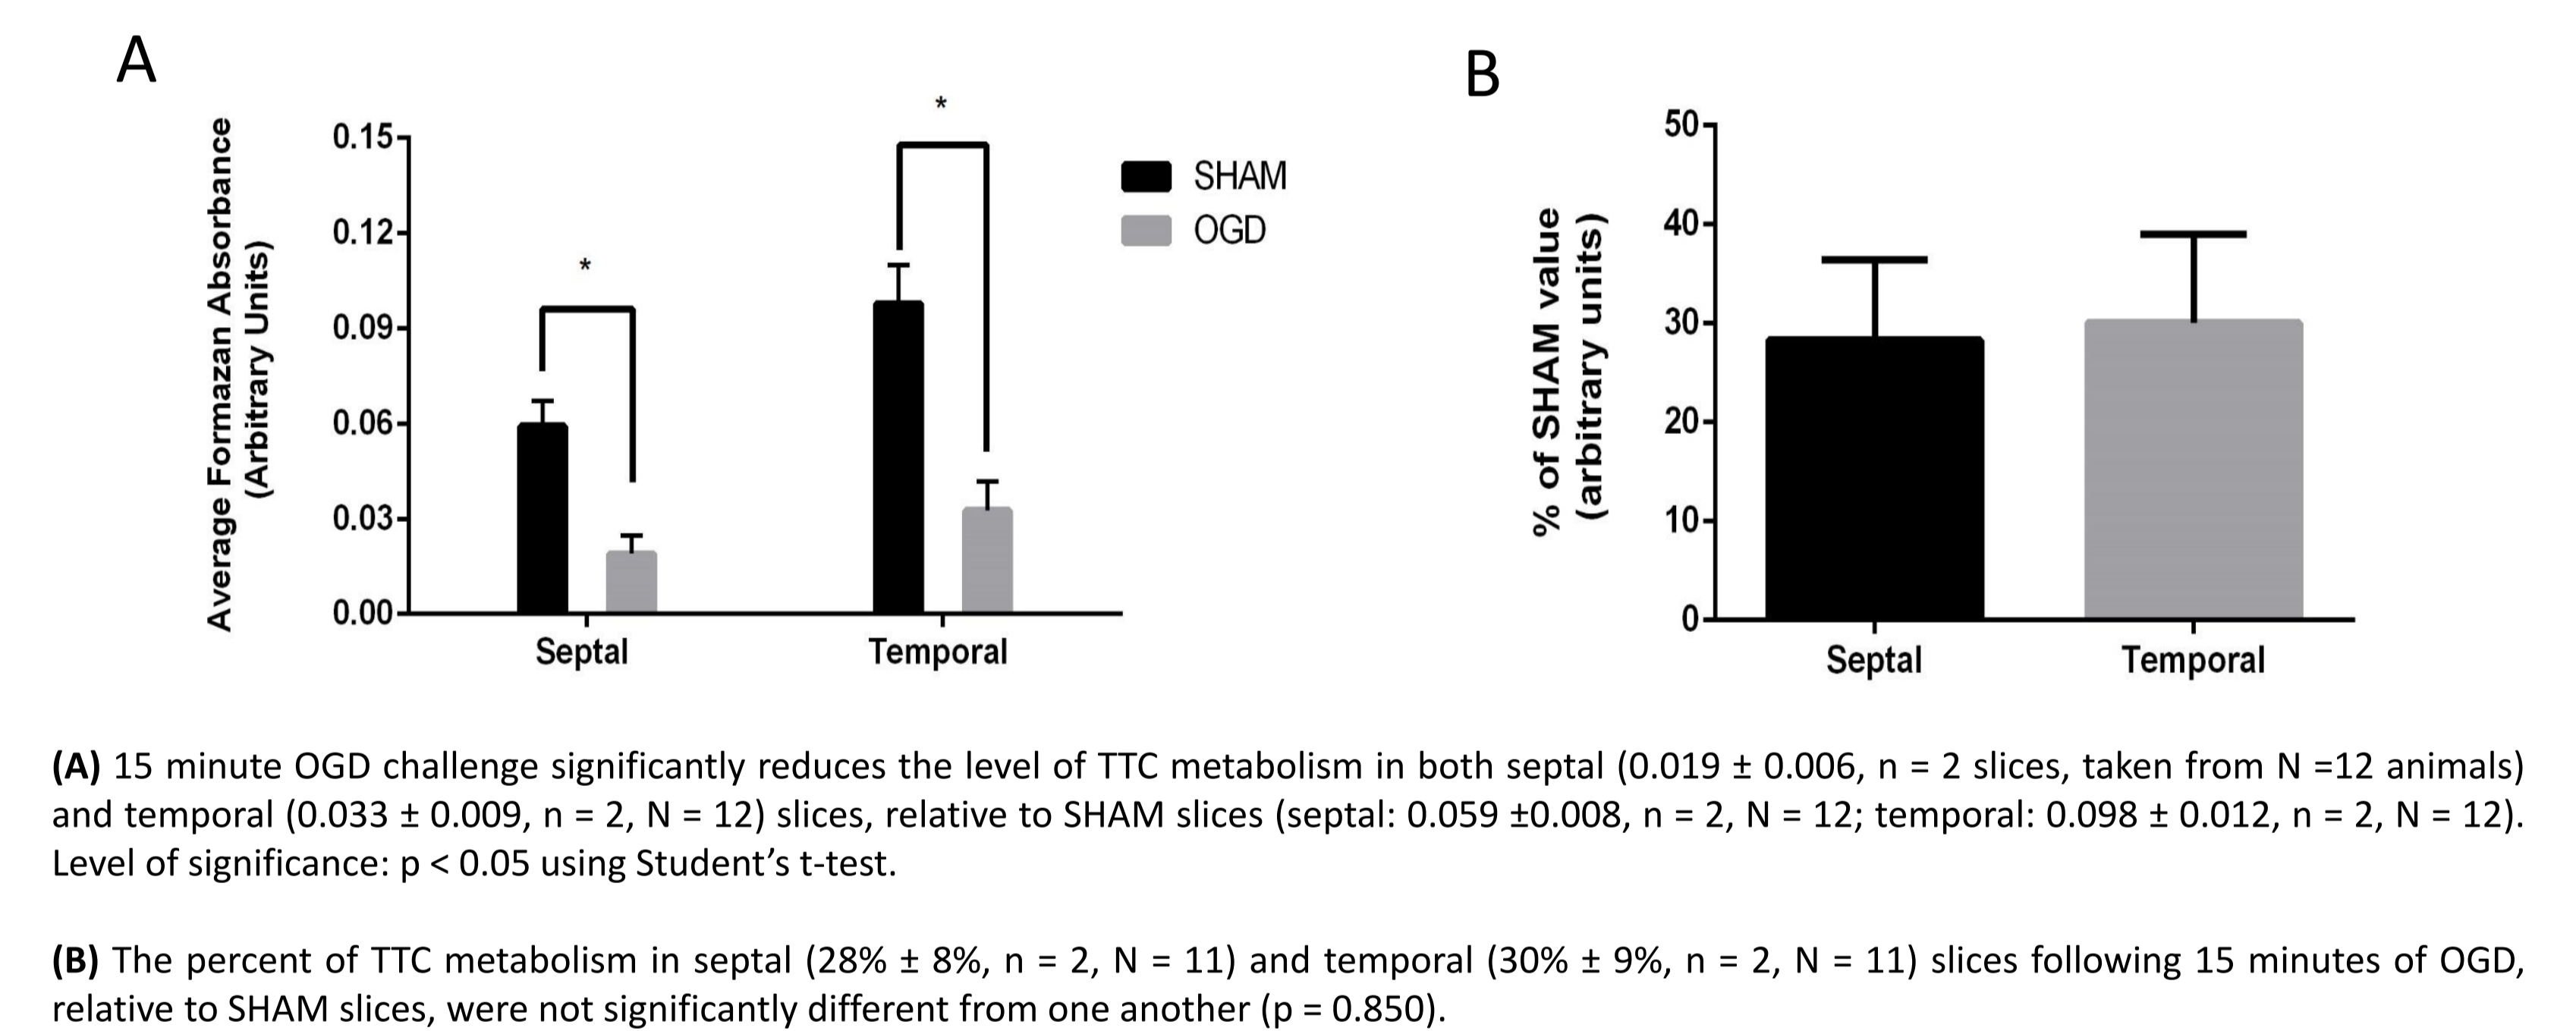 A
Average Formazan Absorbance
(Arbitrary Units)
0.15
0.12
0.09
0.06
0.03
0.00
*
*
Septal
Temporal
SHAM
OGD
B
% of SHAM value
(arbitrary units)
50
40
30
20
10
0
Septal
Temporal
(A) 15 minute OGD challenge significantly reduces the level of TTC metabolism in both septal (0.019 ± 0.006, n = 2 slices, taken from N =12 animals)
and temporal (0.033 ± 0.009, n = 2, N = 12) slices, relative to SHAM slices (septal: 0.059 ±0.008, n = 2, N = 12; temporal: 0.098 ± 0.012, n = 2, N = 12).
Level of significance: p < 0.05 using Student’s t-test.
(B) The percent of TTC metabolism in septal (28% ± 8%, n = 2, N = 11) and temporal (30% ± 9%, n = 2, N = 11) slices following 15 minutes of OGD,
relative to SHAM slices, were not significantly different from one another (p = 0.850).